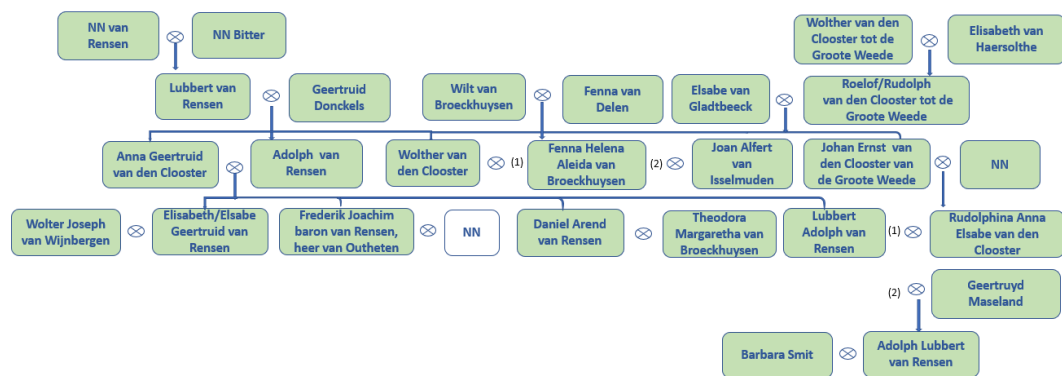 NN van
Rensen
NN Bitter
Wolther van den
Clooster tot de
Groote Weede
Elisabeth van
Haersolthe
Lubbert van
Rensen
Geertruid
Donckels
Wilt van
Broeckhuysen
Fenna van
Delen
Elsabe van
Gladtbeeck
Roelof/Rudolph
van den Clooster tot de
Groote Weede
Anna Geertruid
van den Clooster
Adolph van
Rensen
Wolther van
den Clooster
(1)
Fenna Helena
Aleida van
Broeckhuysen
(2)
Joan Alfert
van
Isselmuden
Johan Ernst van
den Clooster van
de Groote Weede
NN
Wolter Joseph
van Wijnbergen
Elisabeth/Elsabe
Geertruid van
Rensen
Frederik Joachim
baron van Rensen,
heer van Outheten
NN
Daniel Arend
van Rensen
Theodora
Margaretha van
Broeckhuysen
Lubbert
Adolph van
Rensen
(1)
Rudolphina Anna
Elsabe van den
Clooster
(2)
Geertruyd
Maseland
Barbara Smit
Adolph Lubbert
van Rensen